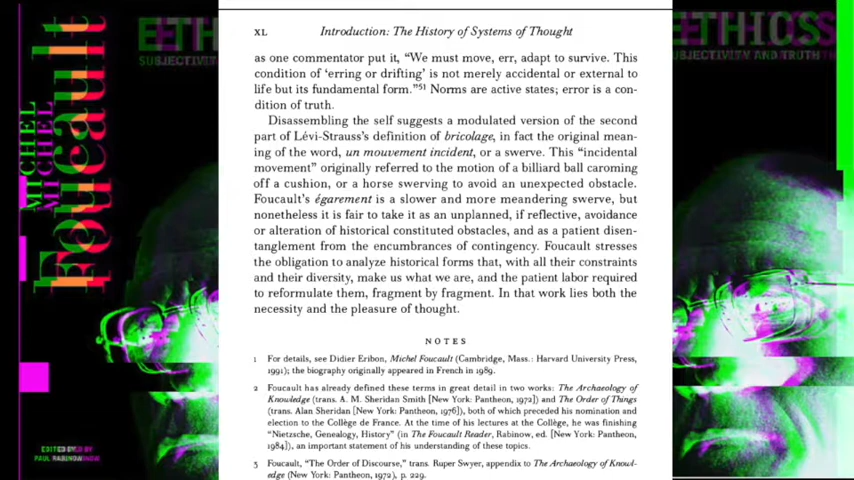 MICHEL
MICHEL
Foucault
ETH
SUBJECTIVIT
EDITED BY
PAUL RABINOW
XL Introduction: The History of Systems of Thought
as one commentator put it, “We must move, err, adapt to survive. This
condition of ‘erring or drifting’ is not merely accidental or external to
life but its fundamental form.”51 Norms are active states; error is a con-
dition of truth.
Disassembling the self suggests a modulated version of the second
part of Lévi-Strauss’s definition of bricolage, in fact the original mean-
ing of the word, un mouvement incident, or a swerve. This “incidental
movement” originally referred to the motion of a billiard ball caroming
off a cushion, or a horse swerving to avoid an unexpected obstacle.
Foucault’s égarement is a slower and more meandering swerve, but
nonetheless it is fair to take it as an unplanned, if reflective, avoidance
or alteration of historical constituted obstacles, and as a patient disen-
tanglement from the encumbrances of contingency. Foucault stresses
the obligation to analyze historical forms that, with all their constraints
and their diversity, make us what we are, and the patient labor required
to reformulate them, fragment by fragment. In that work lies both the
necessity and the pleasure of thought.
NOTES
1 For details, see Didier Eribon, Michel Foucault (Cambridge, Mass.: Harvard University Press,
1991); the biography originally appeared in French in 1989.
2 Foucault has already defined these terms in great detail in two works: The Archaeology of
Knowledge (trans. A. M. Sheridan Smith [New York: Pantheon, 1972]) and The Order of Things
(trans. Alan Sheridan [New York: Pantheon, 1976]), both of which preceded his nomination and
election to the Collège de France. At the time of his lectures at the Collège, he was finishing
“Nietzsche, Genealogy, History” (in The Foucault Reader, Rabinow, ed. [New York: Pantheon,
1984]), an important statement of his understanding of these topics.
3 Foucault, “The Order of Discourse,” trans. Ruper Swyer, appendix to The Archaeology of Knowl-
edge (New York: Pantheon, 1972), p. 229.
ETHICSS
SUBJECTIVITY AND TRUTH